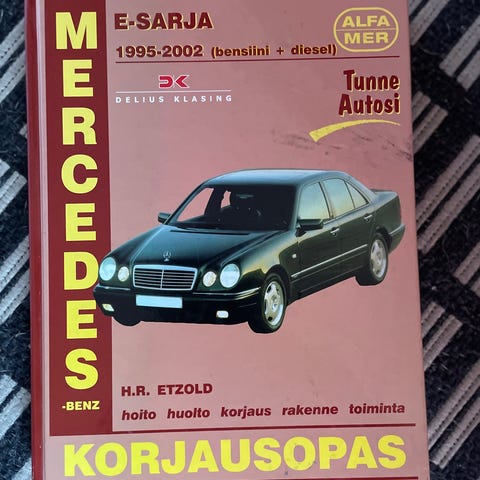 MERCEDES
-BENZ
E-SARJA
1995-2002 (bensiini + diesel)
ALFA
MER
DK
DELIUS KLASING
Tunne
Autosi
H.R. ETZOLD
hoito huolto korjaus rakenne toiminta
KORJAUSOPAS